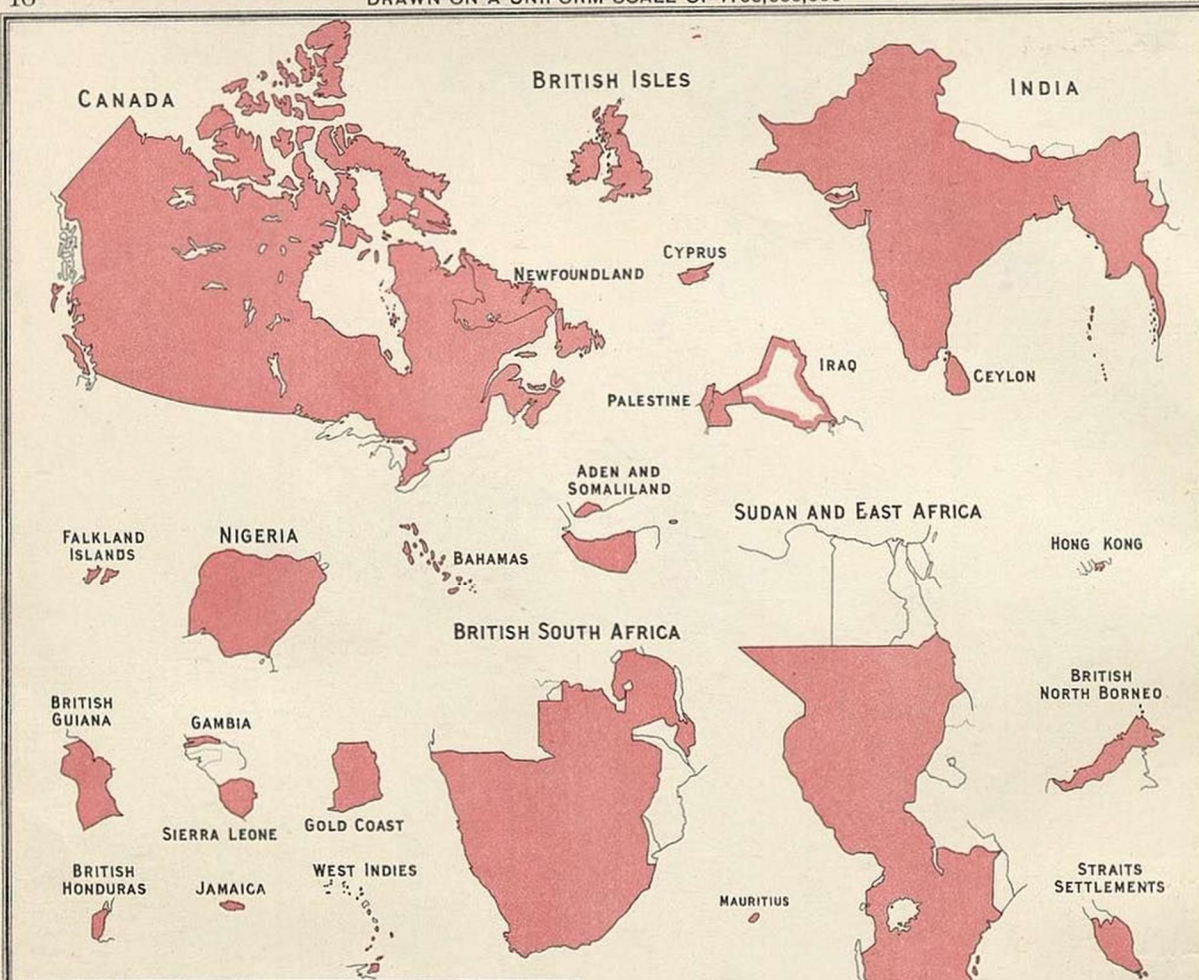 CANADA
BRITISH ISLES
INDIA
CYPRUS
NEWFOUNDLAND
IRAQ
CEYLON
PALESTINE
ADEN AND
SOMALILAND
SUDAN AND EAST AFRICA
FALKLAND
ISLANDS
NIGERIA
BAHAMAS
HONG KONG
BRITISH SOUTH AFRICA
BRITISH
NORTH BORNEO
BRITISH
GUIANA
GAMBIA
SIERRA LEONE
GOLD COAST
BRITISH
HONDURAS
JAMAICA
WEST INDIES
MAURITIUS
STRAITS
SETTLEMENTS